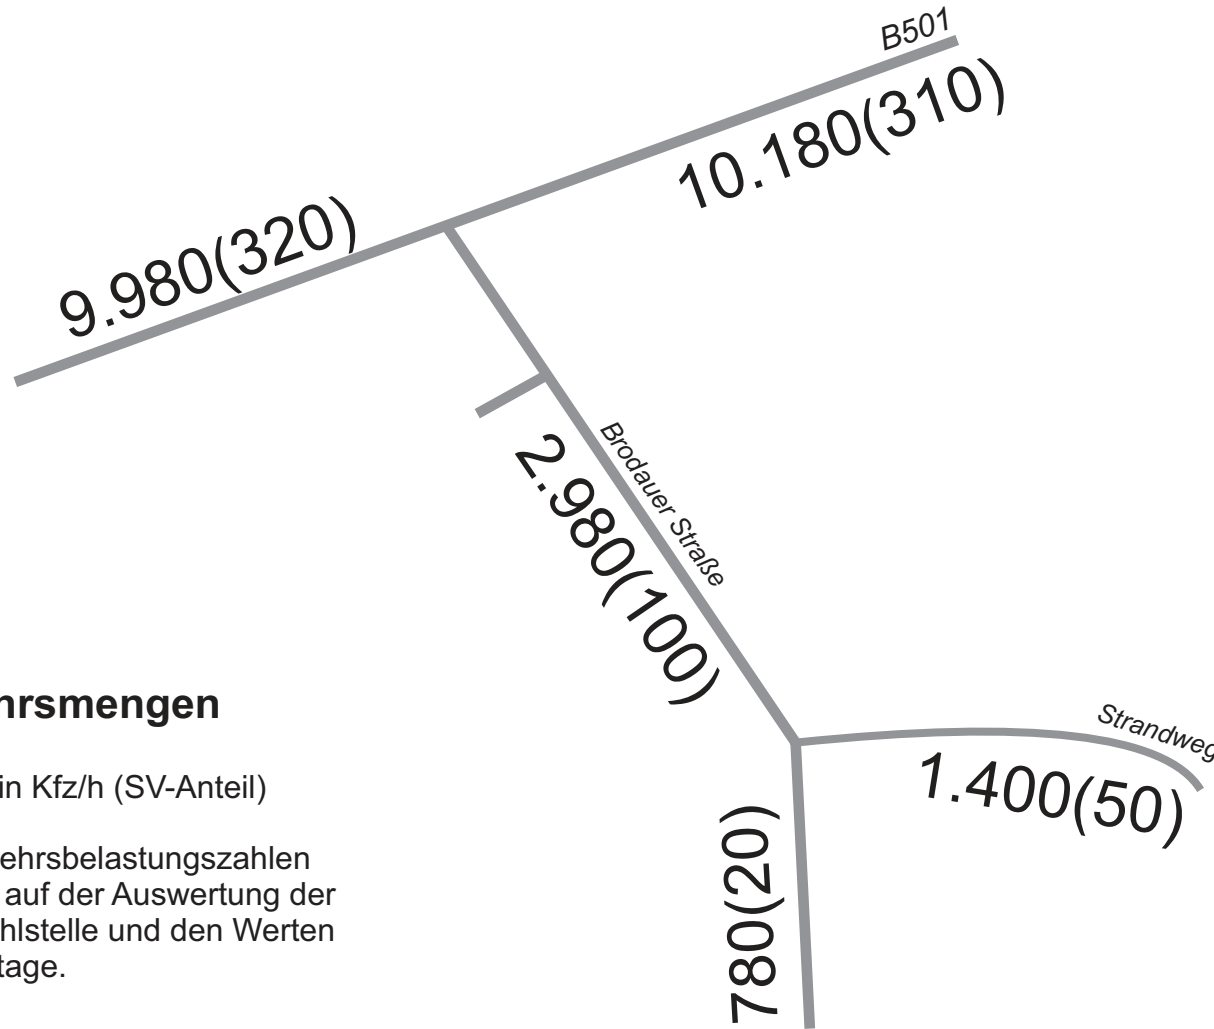 B501
10.180(310)
9.980(320)
Brodauer Straße
2.980(100)
Strandweg
1.400(50)
780(20)
hrsmengen
in Kfz/h (SV-Anteil)
ehrsbelastungszahlen
auf der Auswertung der
hlstelle und den Werten
tage.